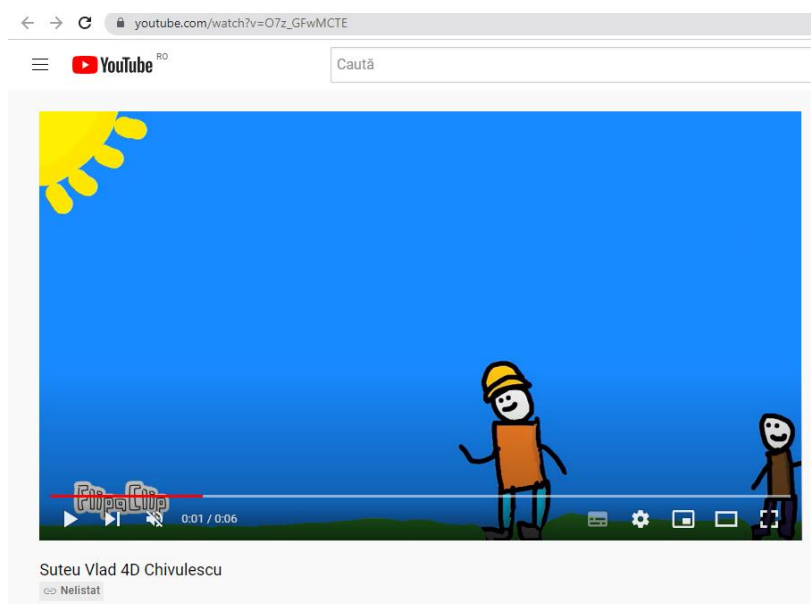 youtube.com/watch?v=O7z_GFwMCTE
YouTube RO
Caută
FlipaClip
0:01 / 0:06
Suteu Vlad 4D Chivulescu
Nelistat